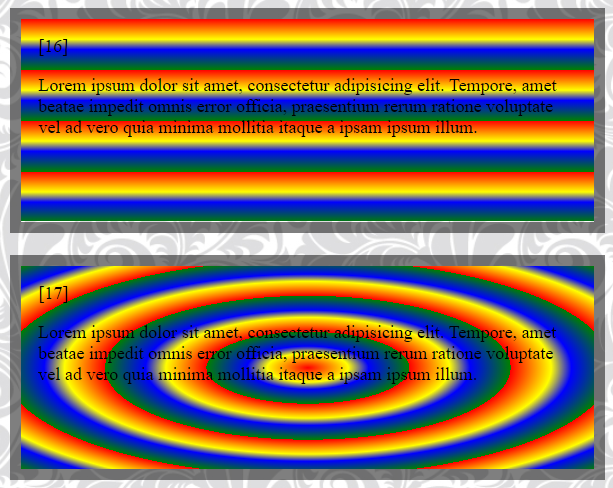 [16]
Lorem ipsum dolor sit amet, consectetur adipisicing elit. Tempore, amet
beatae impedit omnis error officia, praesentium rerum ratione voluptate
vel ad vero quia minima mollitia itaque a ipsam ipsum illum.
[17]
Lorem ipsum dolor sit amet, consectetur adipisicing elit. Tempore, amet
beatae impedit omnis error officia, praesentium rerum ratione voluptate
vel ad vero quia minima mollitia itaque a ipsam ipsum illum.